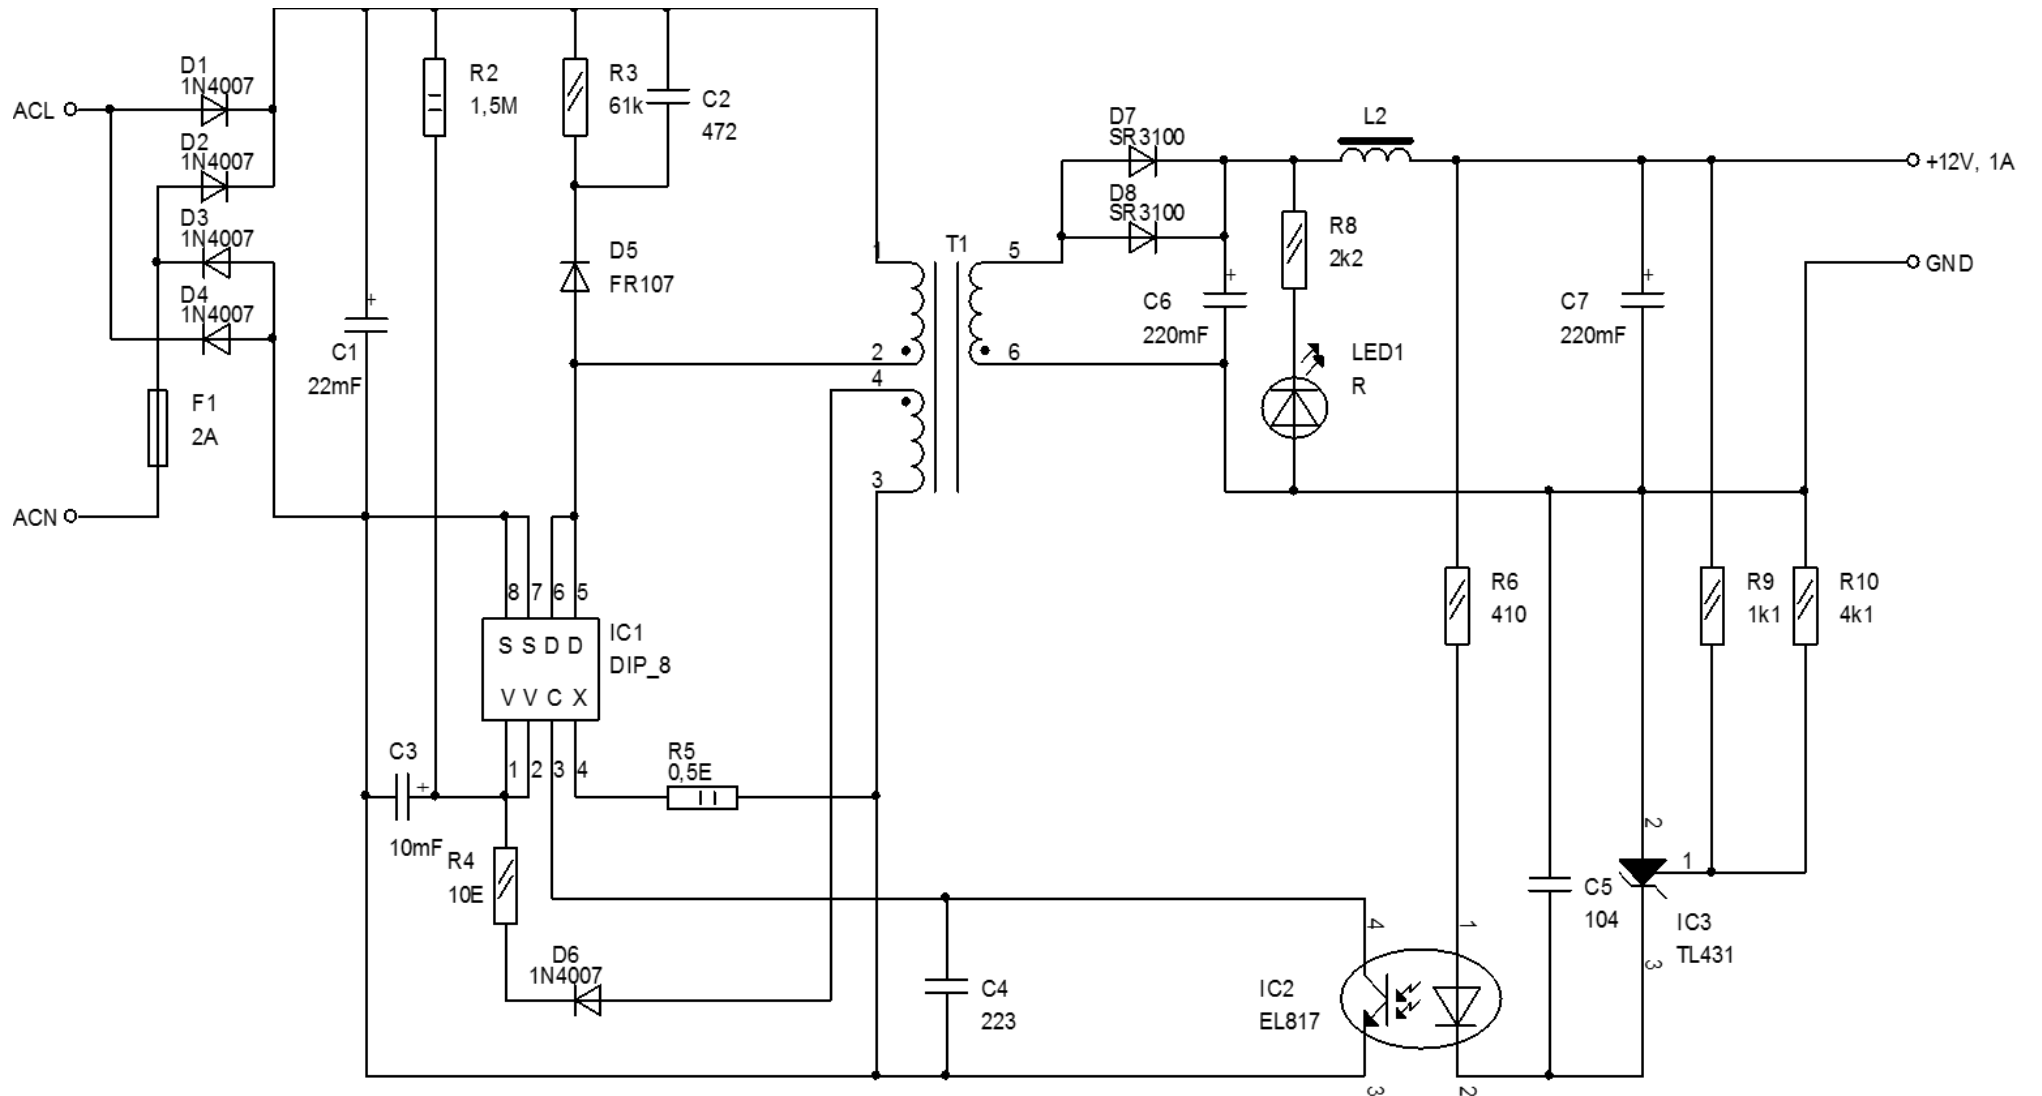 ACL
D1
1N4007
D2
1N4007
D3
1N4007
D4
1N4007
F1
2A
ACN
+
C1
22mF
R2
1,5M
R3
61k
C2
472
D5
FR107
1
2
4
3
T1
5
6
D7
SR3100
D8
SR3100
+
C6
220mF
R8
2k2
LED1
R
L2
+
C7
220mF
+12V, 1A
GND
8 7 6 5
S S D D
V V C X
IC1
DIP_8
1 2 3 4
C3
+
10mF
R4
10E
R5
0,5E
D6
1N4007
C4
223
R6
410
R9
1k1
R10
4k1
4
1
IC2
EL817
3
2
C5
104
2
1
3
IC3
TL431